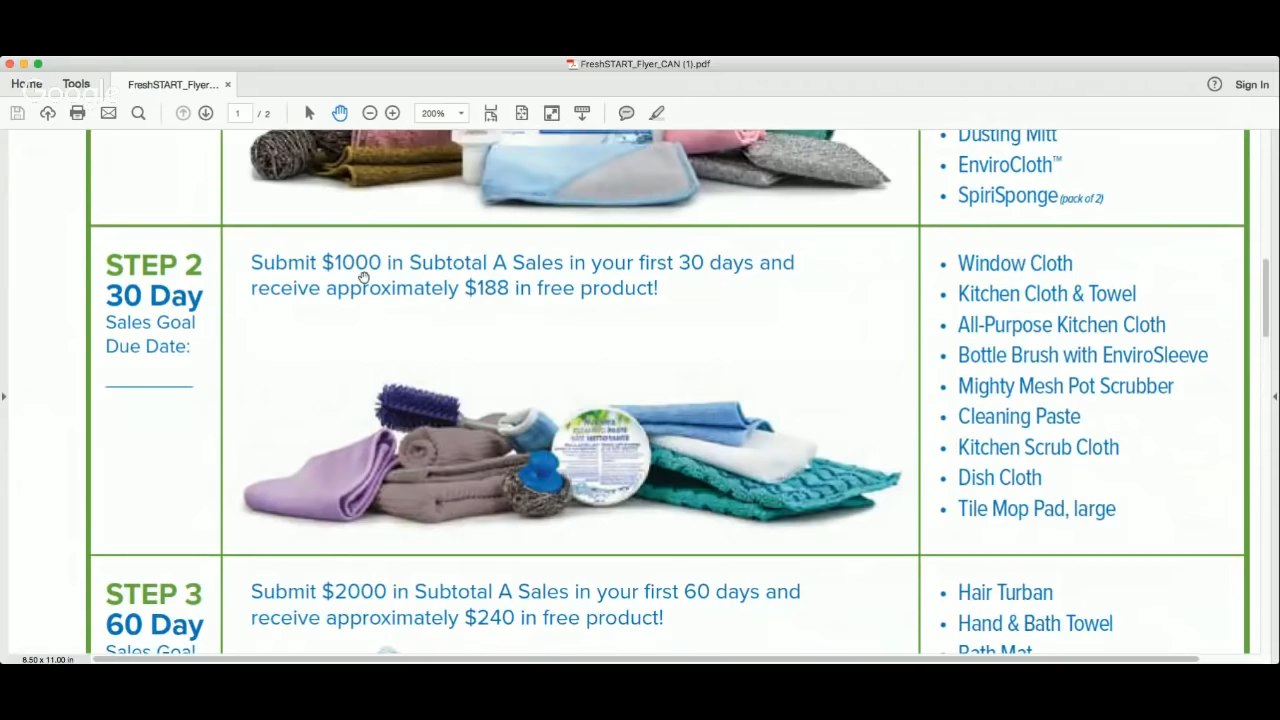 FreshSTART_Flyer_CAN (1).pdf
Home
Tools
FreshSTART_Flyer... ×
Sign In
Google
1 / 2
200%
Dusting Mitt
• EnviroCloth™
• SpiriSponge (pack of 2)
STEP 2
30 Day
Sales Goal
Due Date:
Submit $1000 in Subtotal A Sales in your first 30 days and
receive approximately $188 in free product!
• Window Cloth
• Kitchen Cloth & Towel
• All-Purpose Kitchen Cloth
• Bottle Brush with EnviroSleeve
• Mighty Mesh Pot Scrubber
• Cleaning Paste
• Kitchen Scrub Cloth
• Dish Cloth
• Tile Mop Pad, large
STEP 3
60 Day
Sales Goal
Submit $2000 in Subtotal A Sales in your first 60 days and
receive approximately $240 in free product!
• Hair Turban
• Hand & Bath Towel
Bath Mat
8.50 x 11.00 in